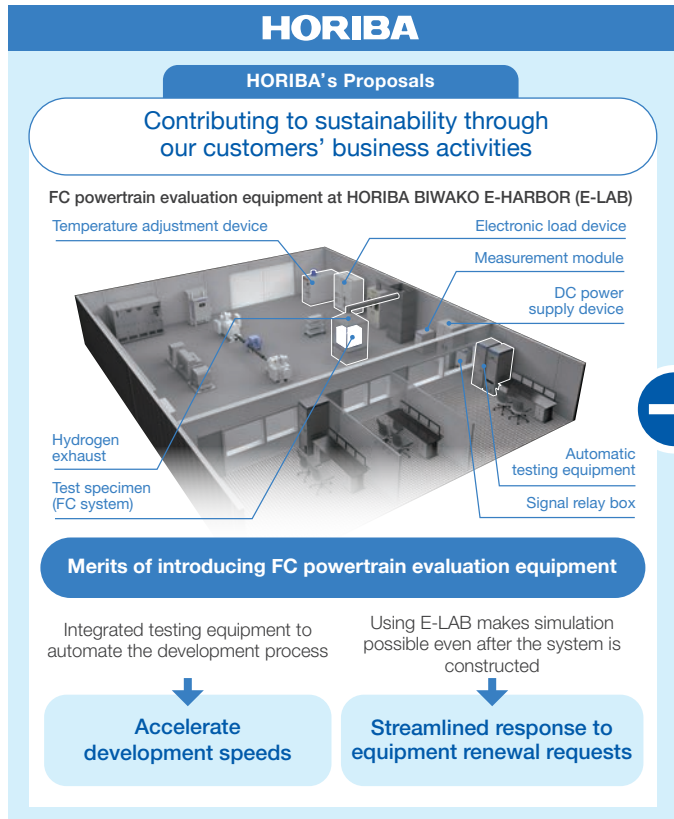 HORIBA
HORIBA's Proposals
Contributing to sustainability through
our customers' business activities
FC powertrain evaluation equipment at HORIBA BIWAKO E-HARBOR (E-LAB)
Temperature adjustment device
Electronic load device
Measurement module
DC power
supply device
Hydrogen
exhaust
Test specimen
(FC system)
Automatic
testing equipment
Signal relay box
Merits of introducing FC powertrain evaluation equipment
Integrated testing equipment to
automate the development process
Using E-LAB makes simulation
possible even after the system is
constructed
Accelerate
development speeds
Streamlined response to
equipment renewal requests